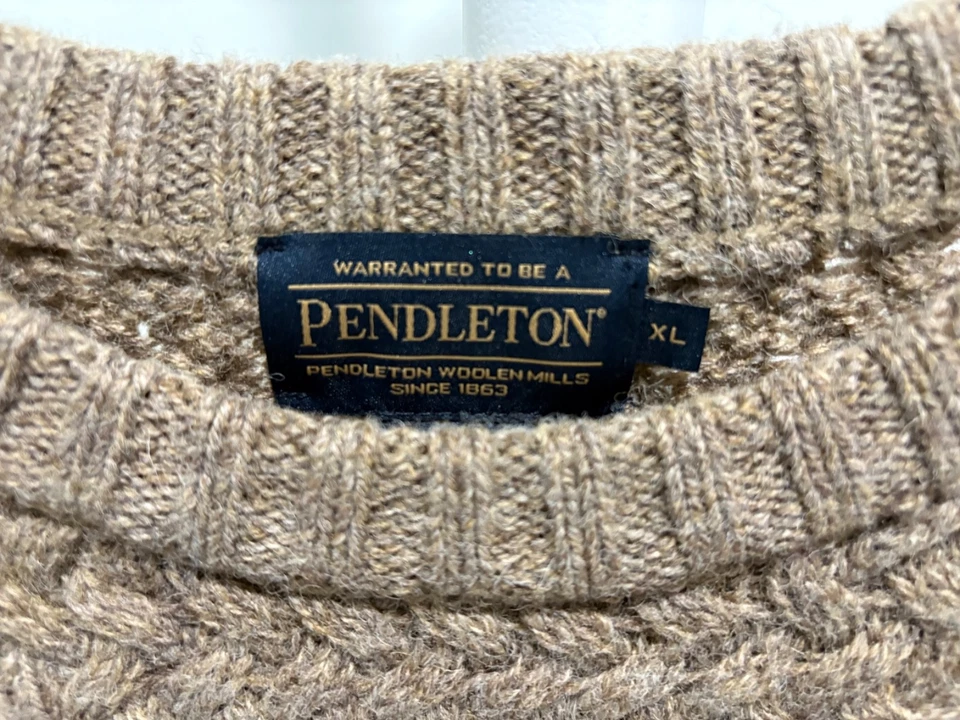 WARRANTED TO BE A
PENDLETON®
XL
PENDLETON WOOLEN MILLS
SINCE 1863